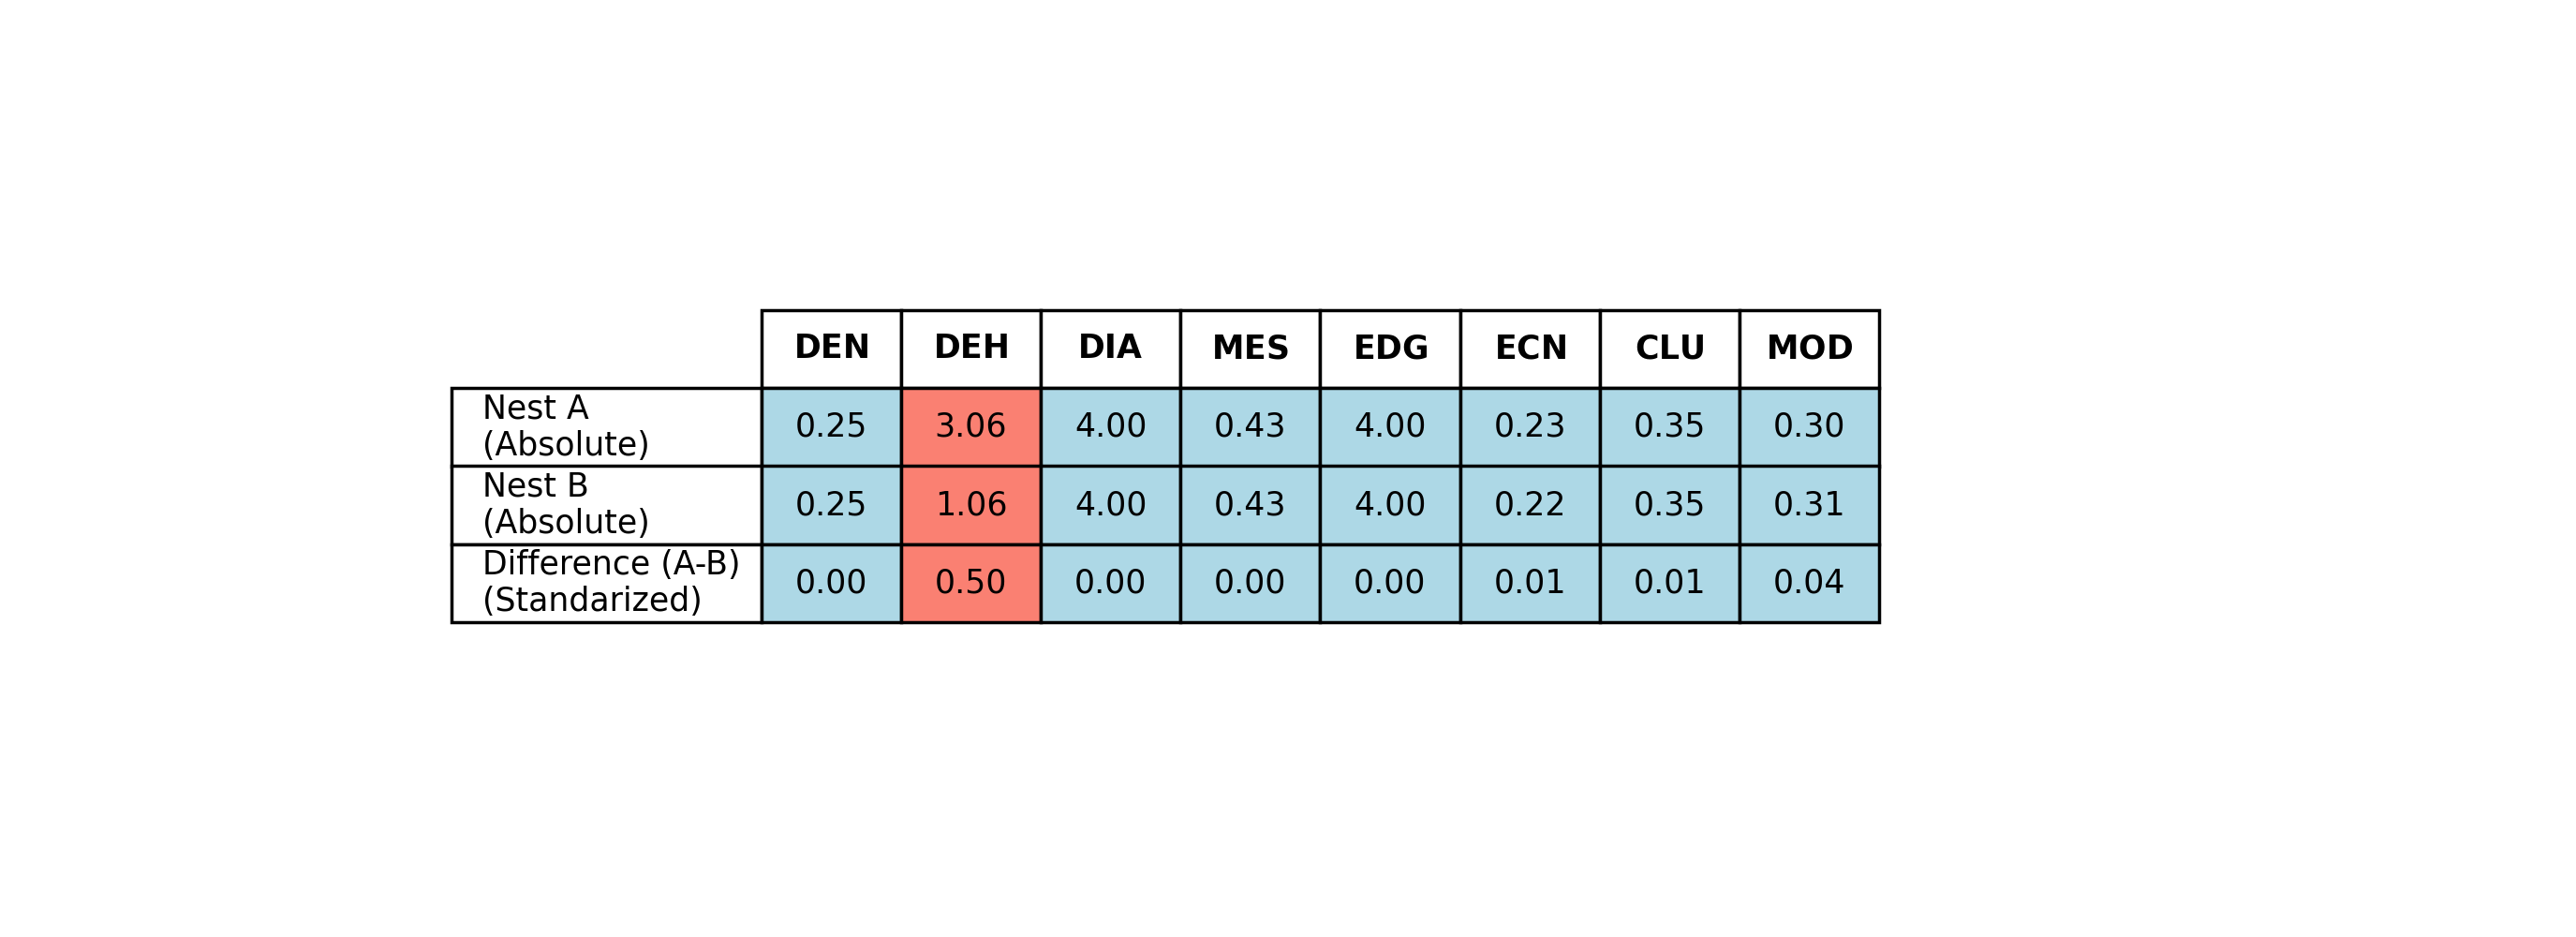 DEN DEH DIA MES EDG ECN CLU MOD
Nest A
(Absolute) 0.25 3.06 4.00 0.43 4.00 0.23 0.35 0.30
Nest B
(Absolute) 0.25 1.06 4.00 0.43 4.00 0.22 0.35 0.31
Difference (A-B)
(Standarized) 0.00 0.50 0.00 0.00 0.00 0.01 0.01 0.04